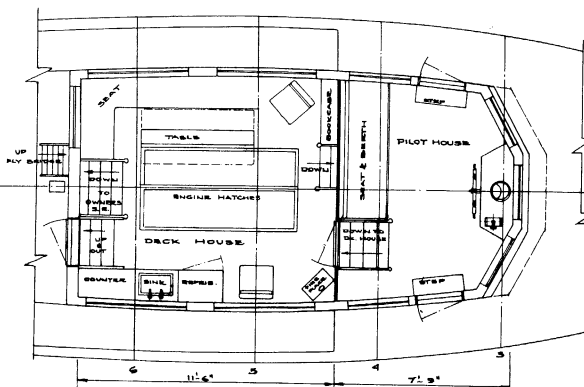 SEAT
TABLE
BOOKCASE
STEP
PILOT HOUSE
UP
FLY BRIDGE
DOWN
TO
OWNERS
S.R.
ENGINE HATCHES
DOWN
SEAT & BERTH
UP
&
OUT
DECK HOUSE
DOWN TO
DK. HOUSE
COUNTER
SINK
REFRIG.
STEP
6
5
4
3
11'-6"
7'-9"